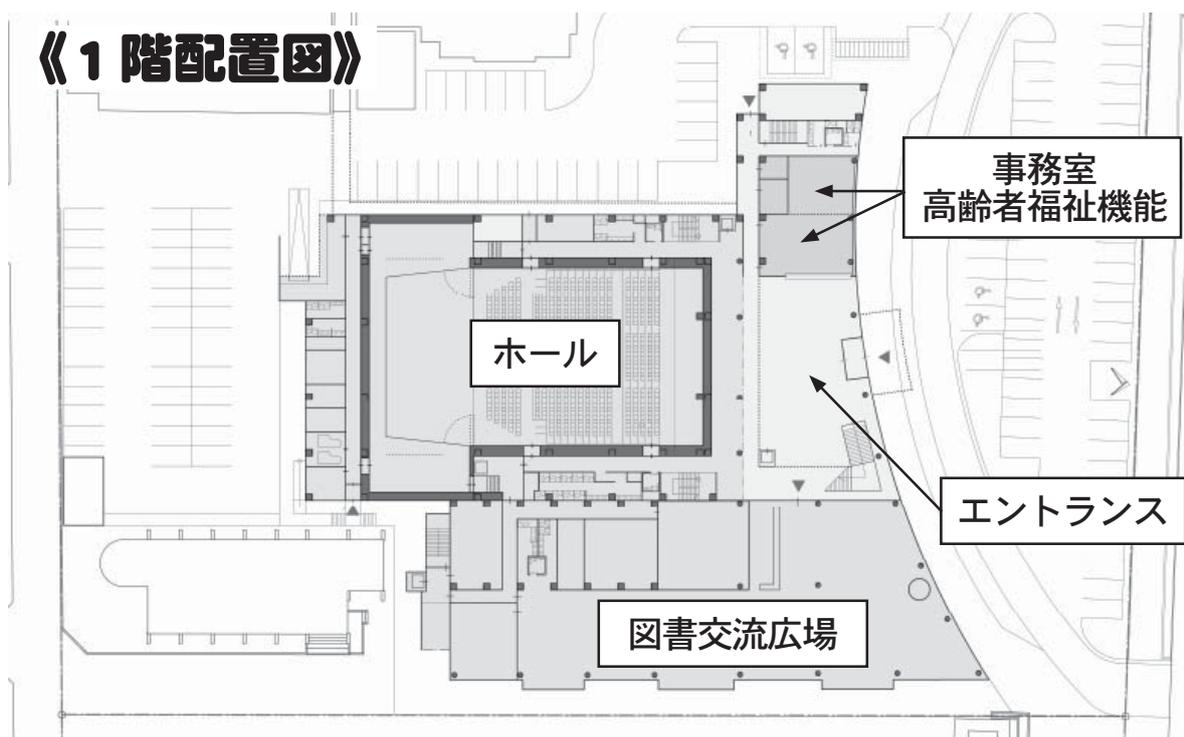 《1階配置図》
事務室
高齢者福祉機能
ホール
エントランス
図書交流広場